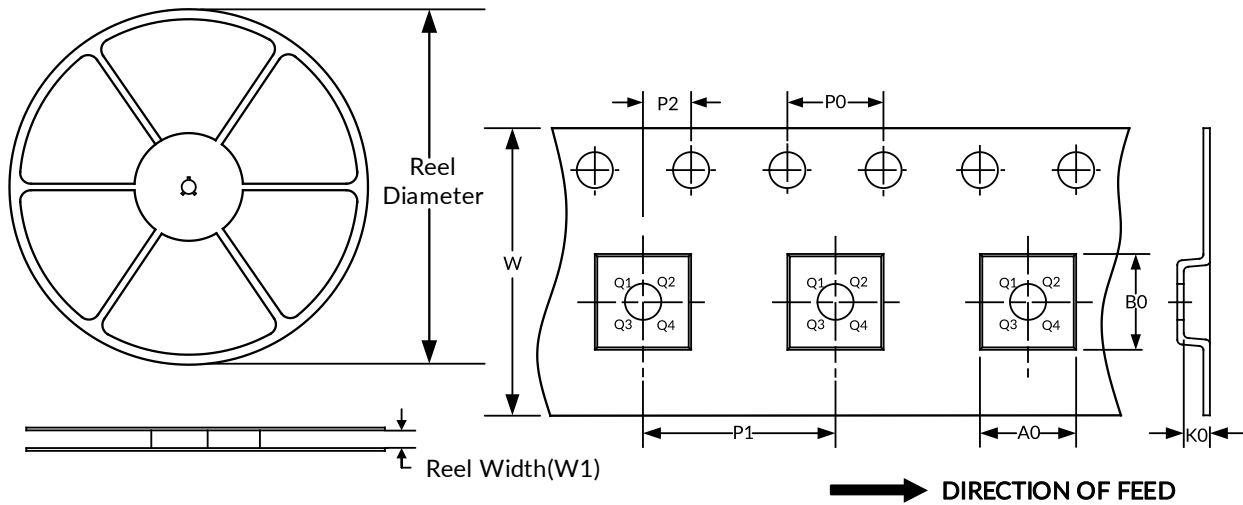 Reel
Diameter
Reel Width(W1)
P2
P0
W
Q1 Q2
Q3 Q4
Q1 Q2
Q3 Q4
Q1 Q2
Q3 Q4
B0
P1
A0
K0
DIRECTION OF FEED